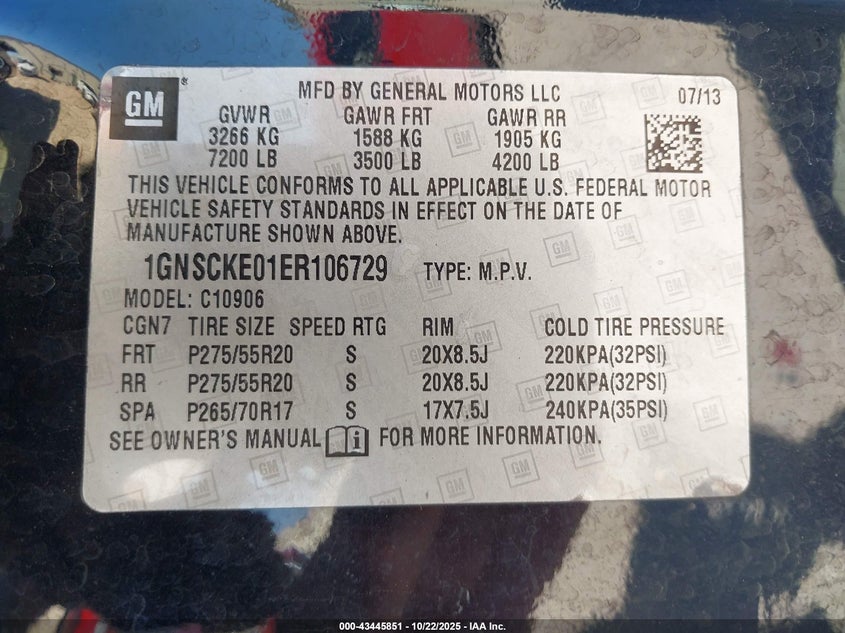 GM
MFD BY GENERAL MOTORS LLC 07/13
GVWR GAWR FRT GAWR RR
3266 KG 1588 KG 1905 KG
7200 LB 3500 LB 4200 LB
THIS VEHICLE CONFORMS TO ALL APPLICABLE U.S. FEDERAL MOTOR
VEHICLE SAFETY STANDARDS IN EFFECT ON THE DATE OF
MANUFACTURE SHOWN ABOVE.
1GNSCKE01ER106729 TYPE: M.P.V.
MODEL: C10906
CGN7 TIRE SIZE SPEED RTG RIM COLD TIRE PRESSURE
FRT P275/55R20 S 20X8.5J 220KPA(32PSI)
RR P275/55R20 S 20X8.5J 220KPA(32PSI)
SPA P265/70R17 S 17X7.5J 240KPA(35PSI)
SEE OWNER'S MANUAL i FOR MORE INFORMATION.
000-43445851 | 10/22/2025 | IAA Inc.